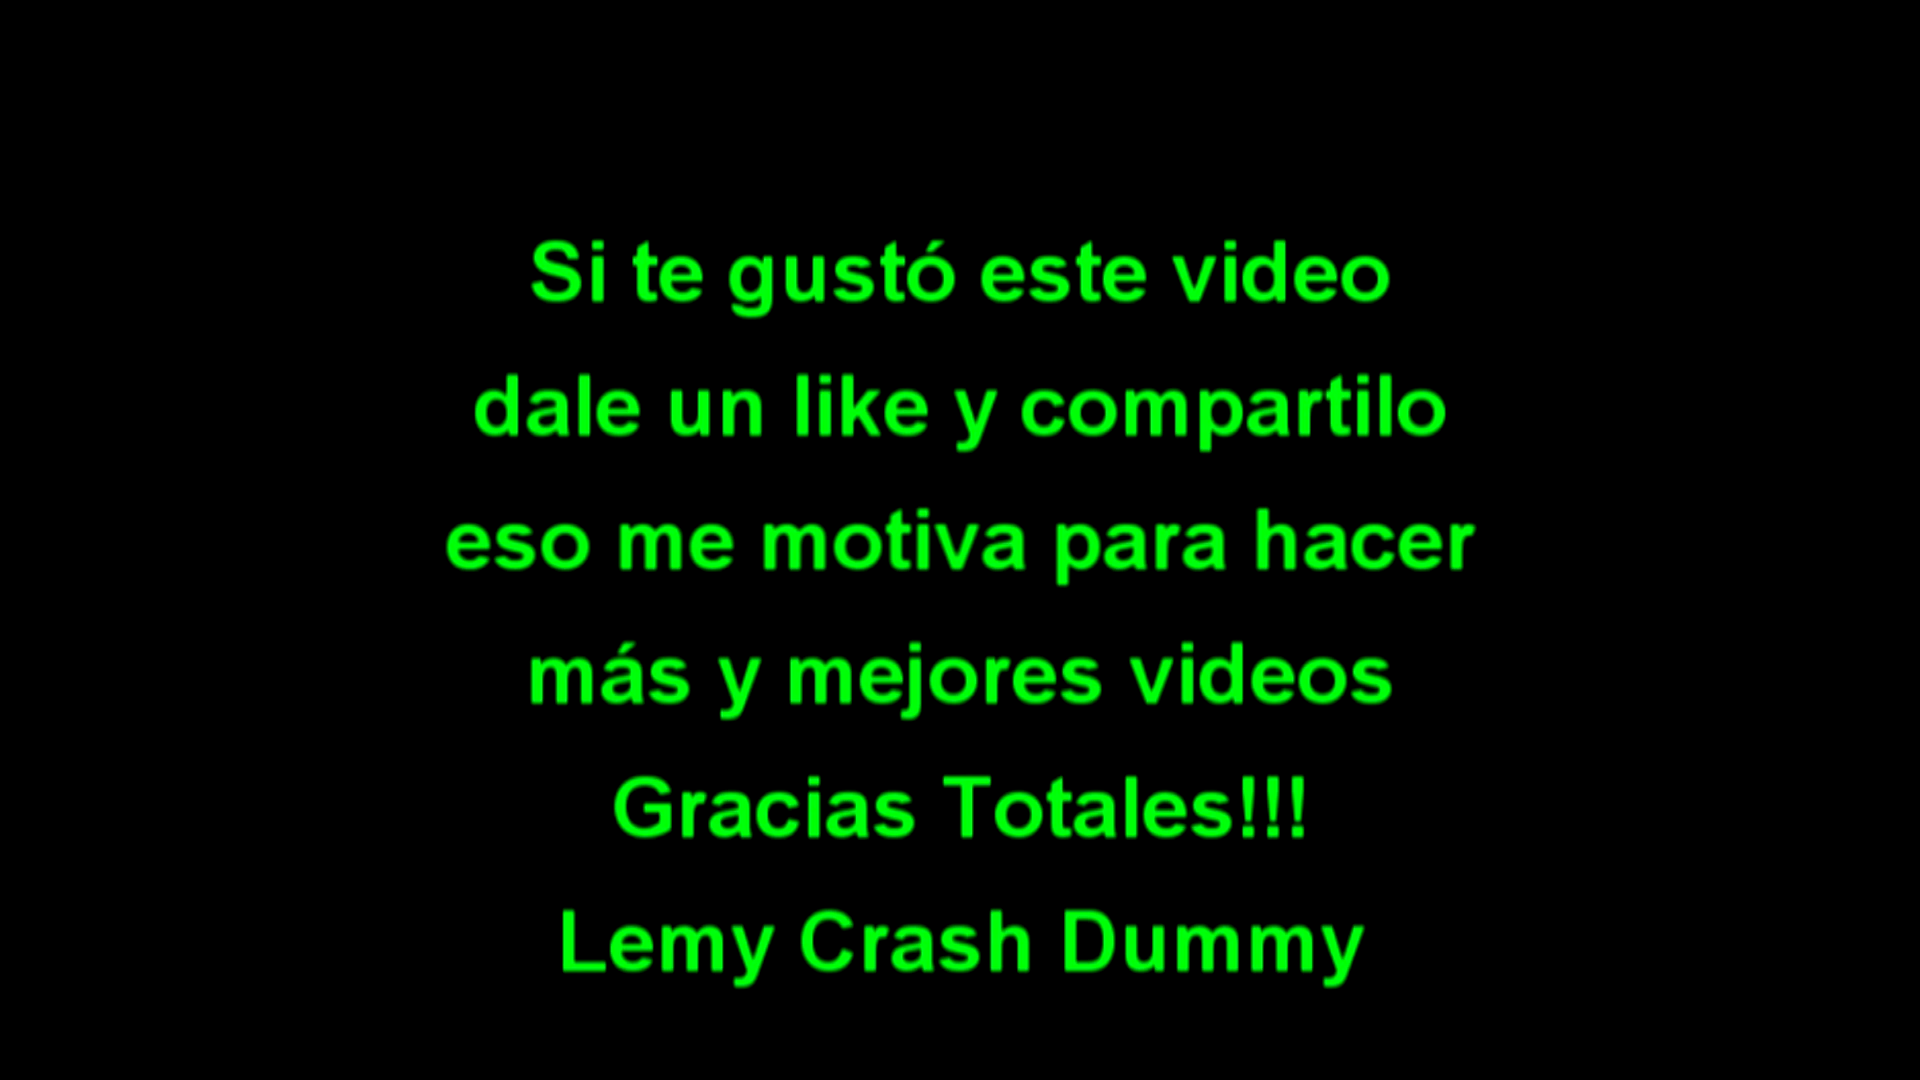 Si te gustó este video
dale un like y compartilo
eso me motiva para hacer
más y mejores videos
Gracias Totales!!!
Lemy Crash Dummy